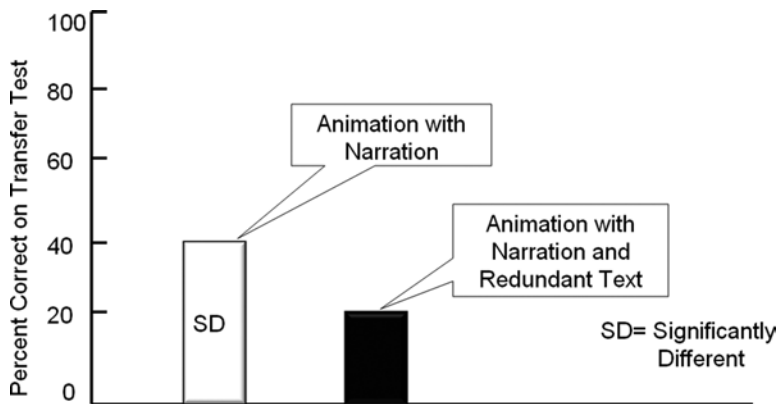 100
80
60
40
20
0
Percent Correct on Transfer Test
Animation with
Narration
Animation with
Narration and
Redundant Text
SD
SD= Significantly
Different